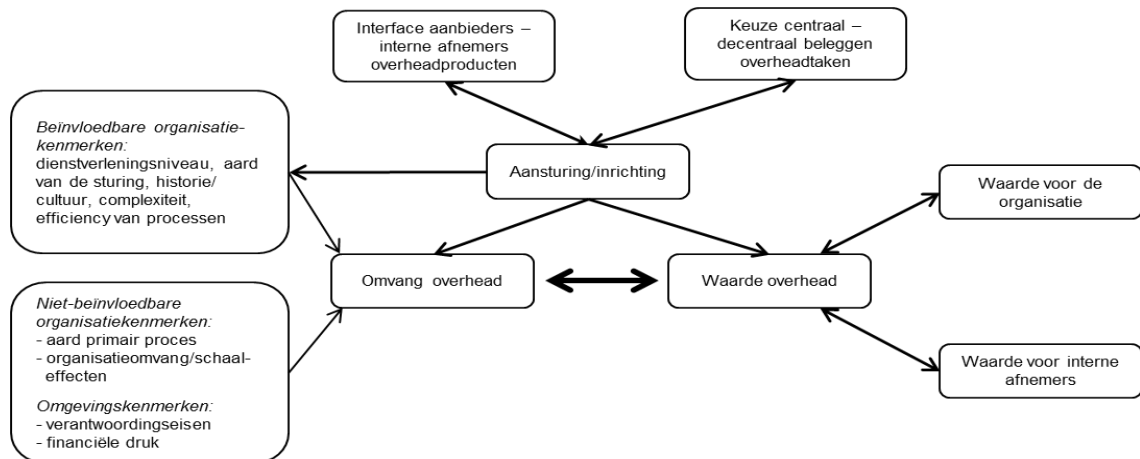 Interface aanbieders –
interne afnemers
overheadproducten
Keuze centraal –
decentraal beleggen
overheadtaken
Beïnvloedbare organisatie-
kenmerken:
dienstverleningsniveau, aard
van de sturing, historie/
cultuur, complexiteit,
efficiency van processen
Aansturing/inrichting
Waarde voor de
organisatie
Omvang overhead
Waarde overhead
Niet-beïnvloedbare
organisatiekenmerken:
- aard primair proces
- organisatieomvang/schaal-
effecten
Omgevingskenmerken:
- verantwoordingseisen
- financiële druk
Waarde voor interne
afnemers